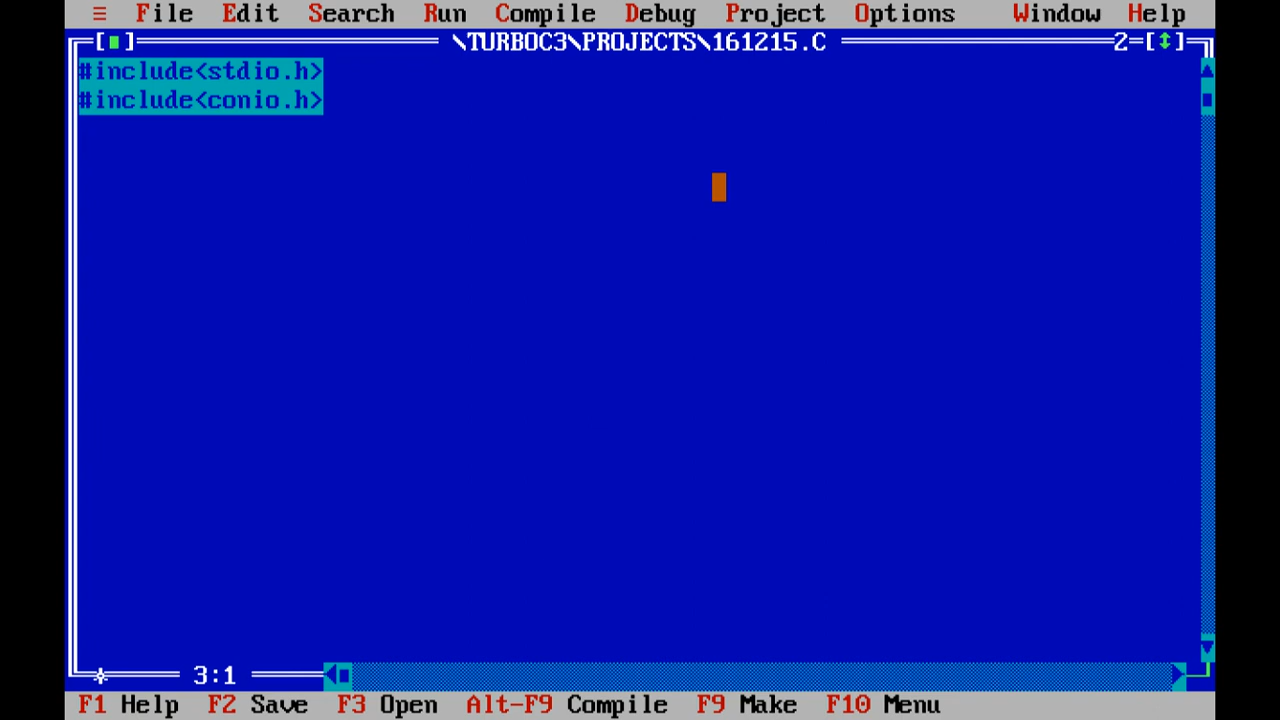 ≡ File Edit Search Run Compile Debug Project Options Window Help
[■] \TURBOC3\PROJECTS\161215.C 2=[↕]
#include<stdio.h>
#include<conio.h>
3:1
F1 Help F2 Save F3 Open Alt-F9 Compile F9 Make F10 Menu